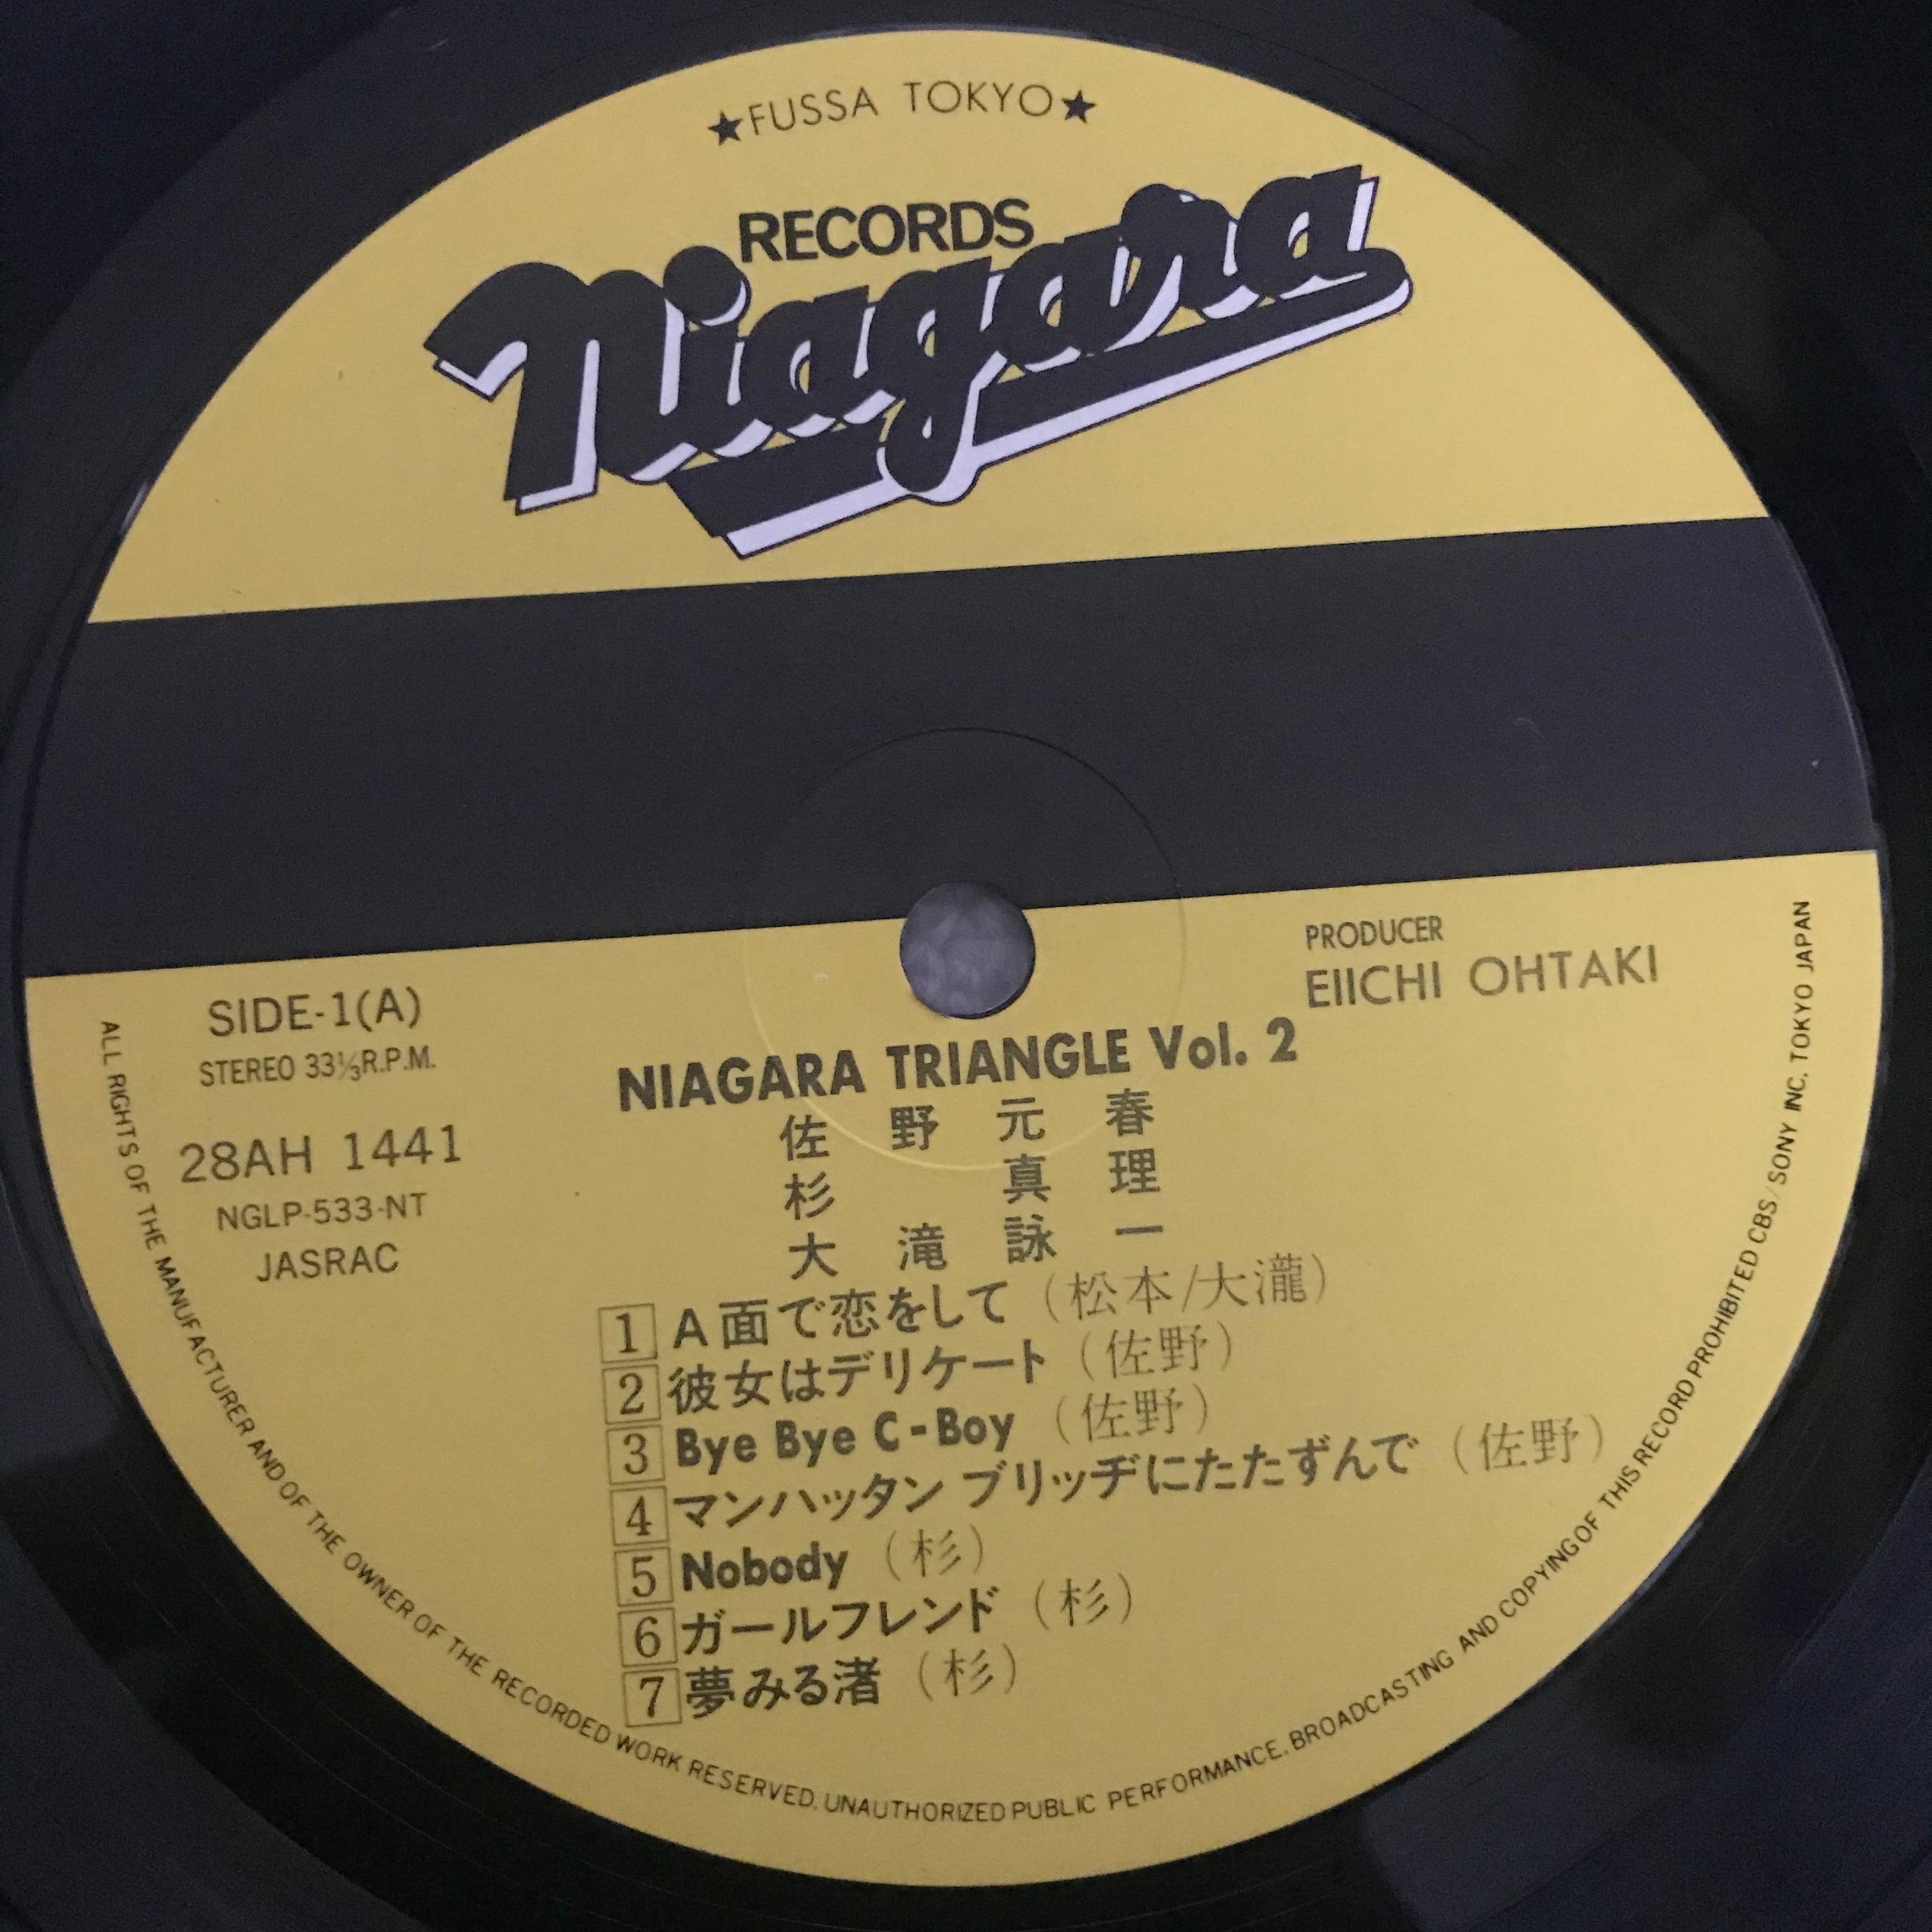 ★FUSSA TOKYO★
RECORDS
Niagara
PRODUCER
EIICHI OHTAKI
SIDE-1(A)
STEREO 33⅓R.P.M.
28AH 1441
NGLP-533-NT
JASRAC
NIAGARA TRIANGLE Vol. 2
佐野元春
杉真理
大滝詠一
1 A面で恋をして (松本/大瀧)
2 彼女はデリケート (佐野)
3 Bye Bye C-Boy (佐野)
4 マンハッタン ブリッヂにたたずんで (佐野)
5 Nobody (杉)
6 ガールフレンド (杉)
7 夢みる渚 (杉)
ALL RIGHTS OF THE MANUFACTURER AND OF THE OWNER OF THE RECORDED WORK RESERVED. UNAUTHORIZED PUBLIC PERFORMANCE. BROADCASTING AND COPYING OF THIS RECORD PROHIBITED CBS/SONY INC. TOKYO JAPAN